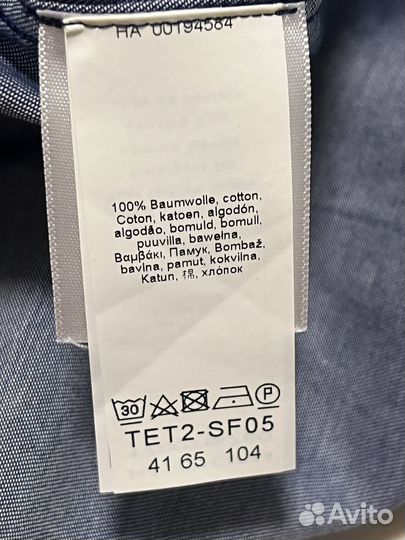 HA 00194584
100% Baumwolle, cotton,
Coton, katoen, algodón,
algodão, bomuld, bomull,
puuvilla, bawełna,
Βαμβάκι, Памук, Bombaž,
bavlna, pamut, kokvilna,
Katun, 棉, хлопок
30 P
TET2-SF05
41 65 104
Avito